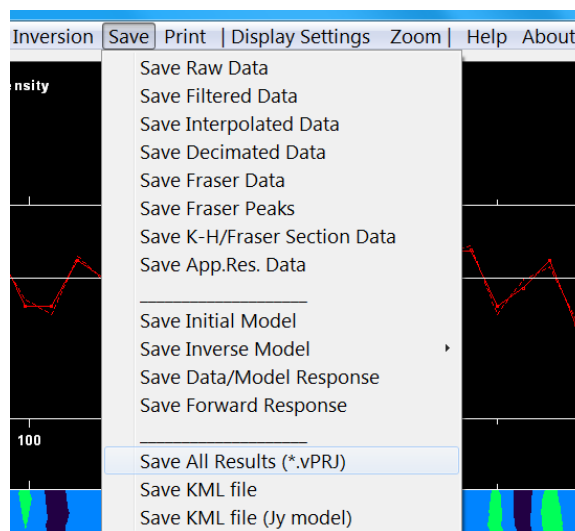 Inversion Save Print | Display Settings Zoom | Help About
Save Raw Data
nsity
Save Filtered Data
Save Interpolated Data
Save Decimated Data
Save Fraser Data
Save Fraser Peaks
Save K-H/Fraser Section Data
Save App.Res. Data
____________________
Save Initial Model
Save Inverse Model
Save Data/Model Response
Save Forward Response
____________________
100
Save All Results (*.vPRJ)
Save KML file
Save KML file (Jy model)